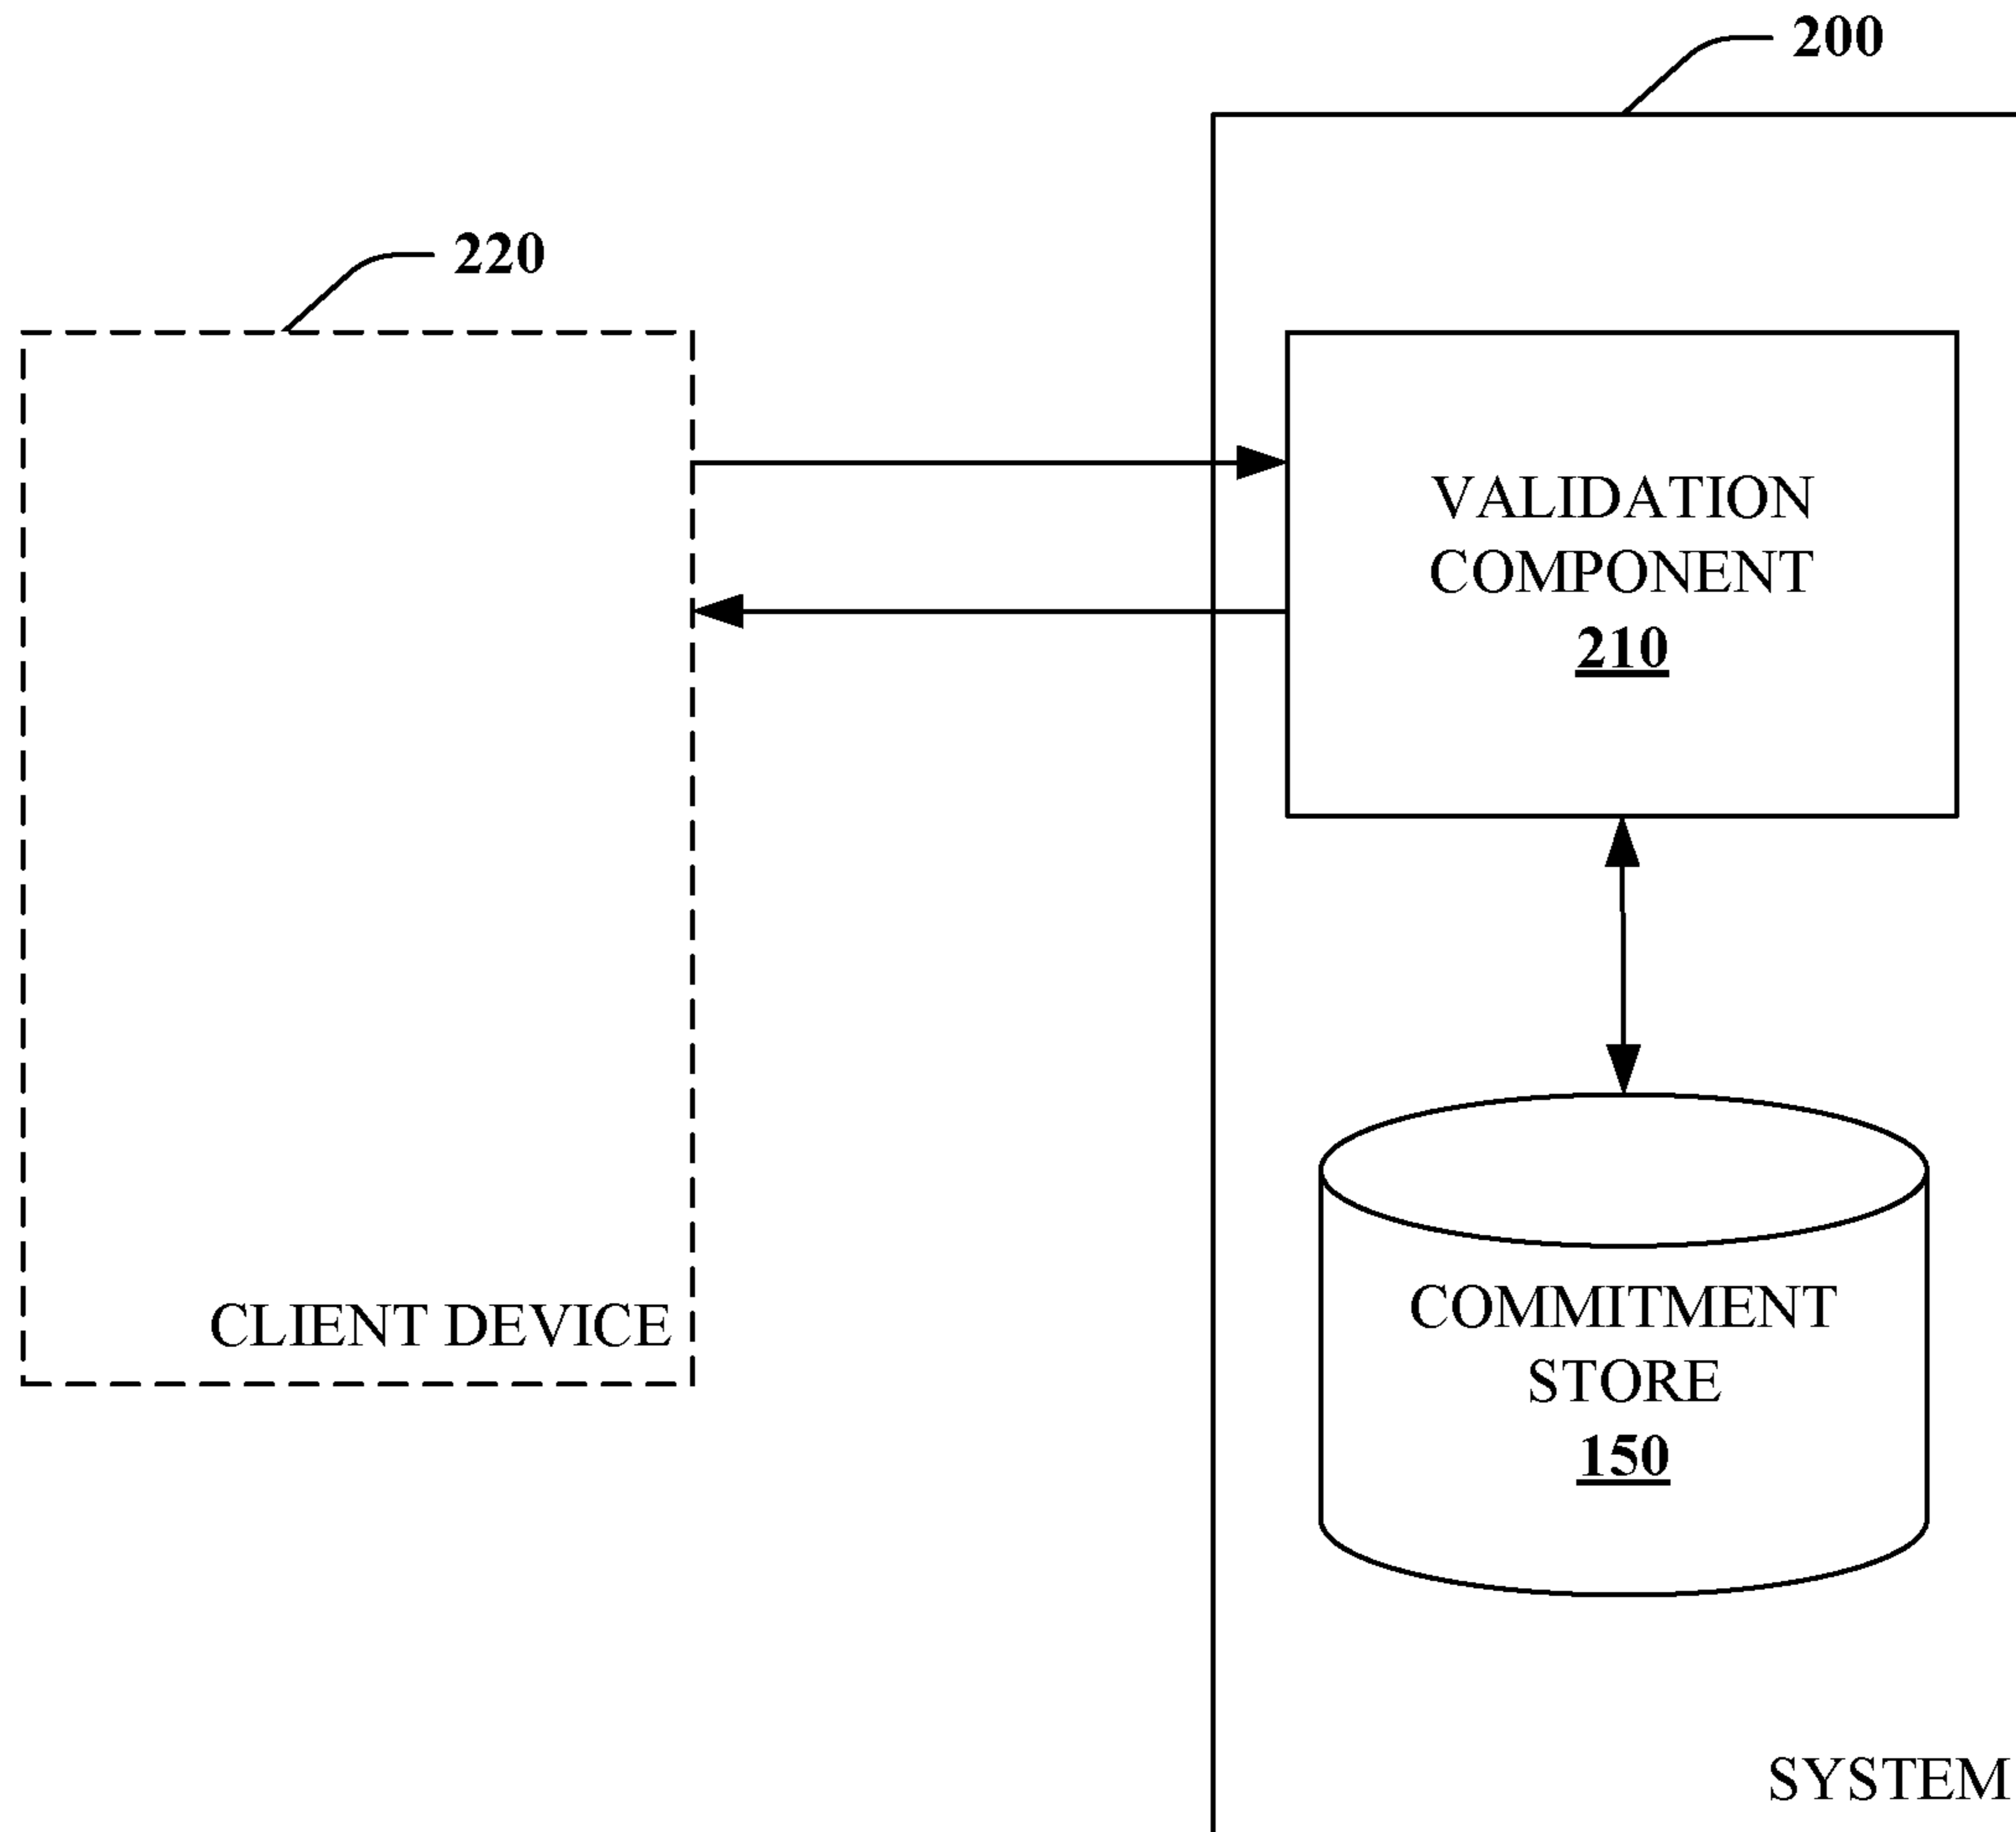 200
220
VALIDATION
COMPONENT
210
COMMITMENT
STORE
150
CLIENT DEVICE
SYSTEM